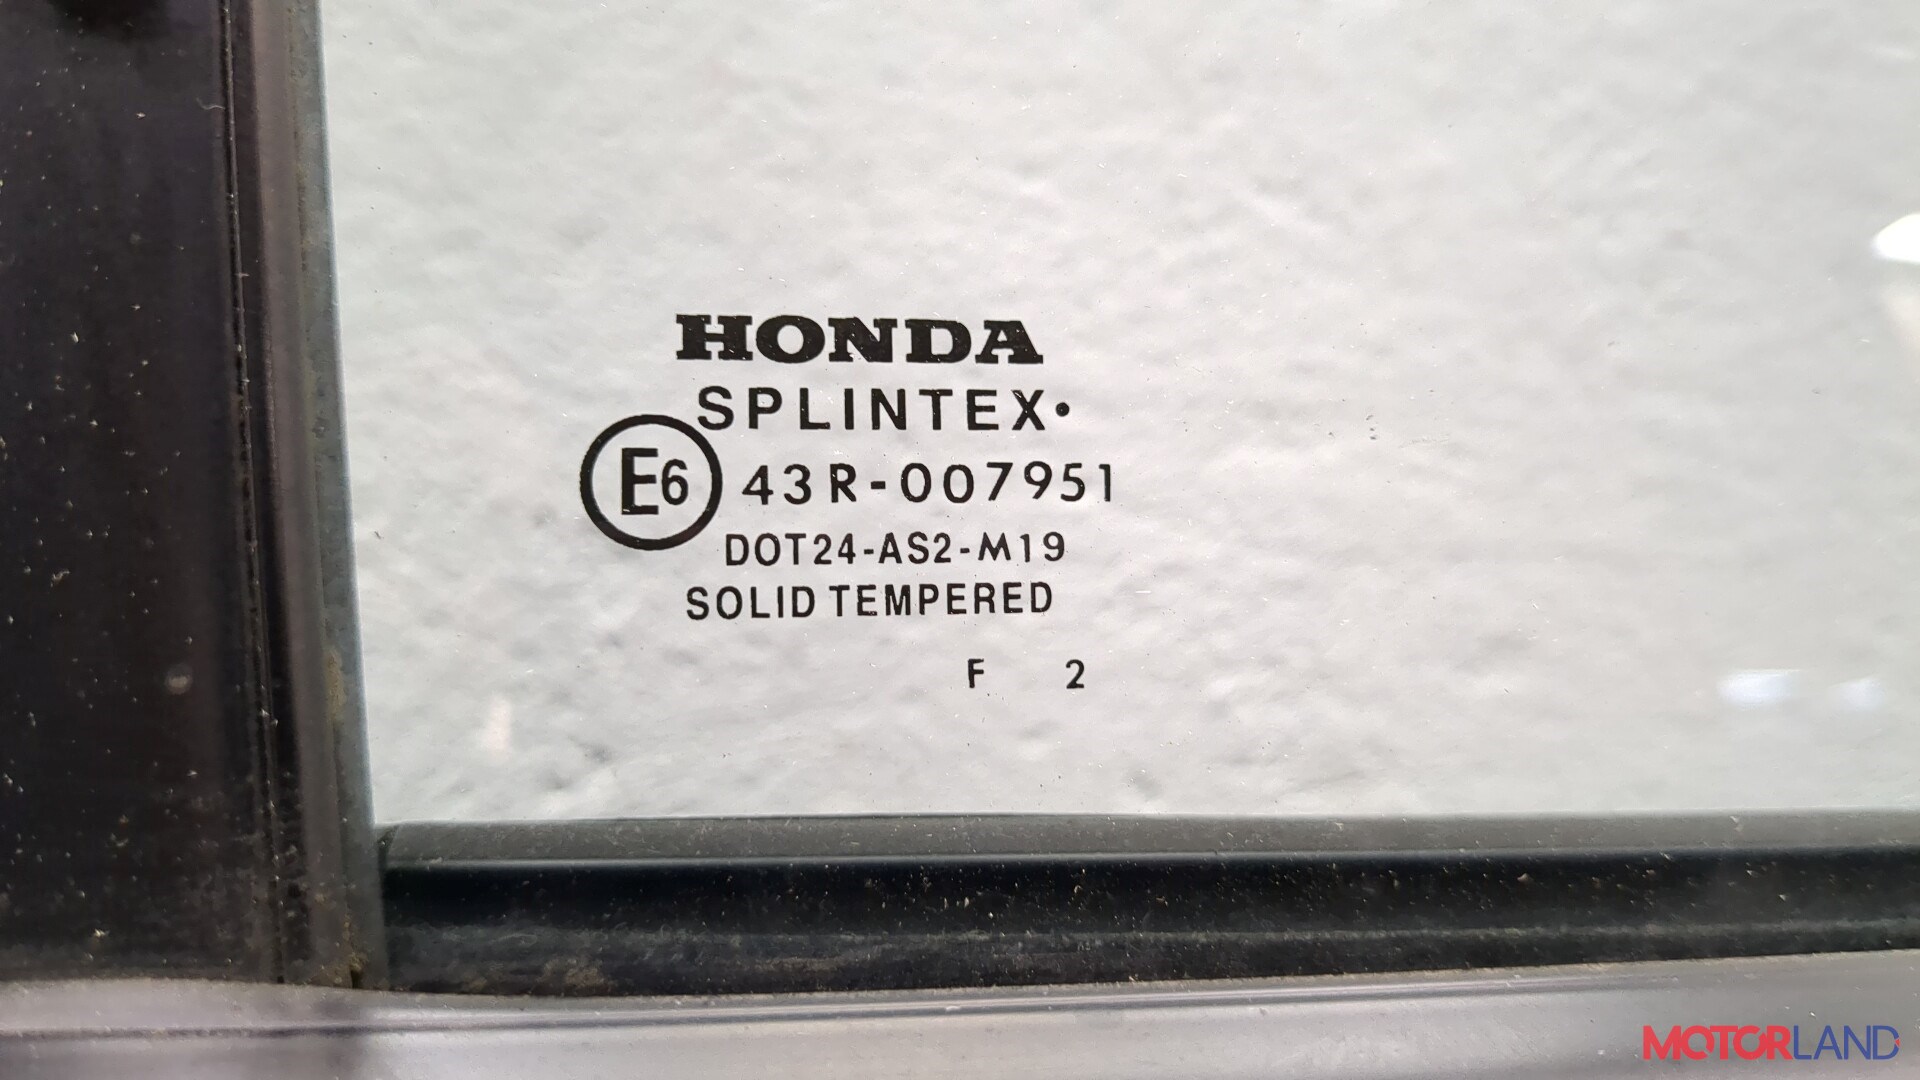 HONDA
SPLINTEX•
E6 43R-007951
DOT24-AS2-M19
SOLID TEMPERED
F 2
MOTORLAND